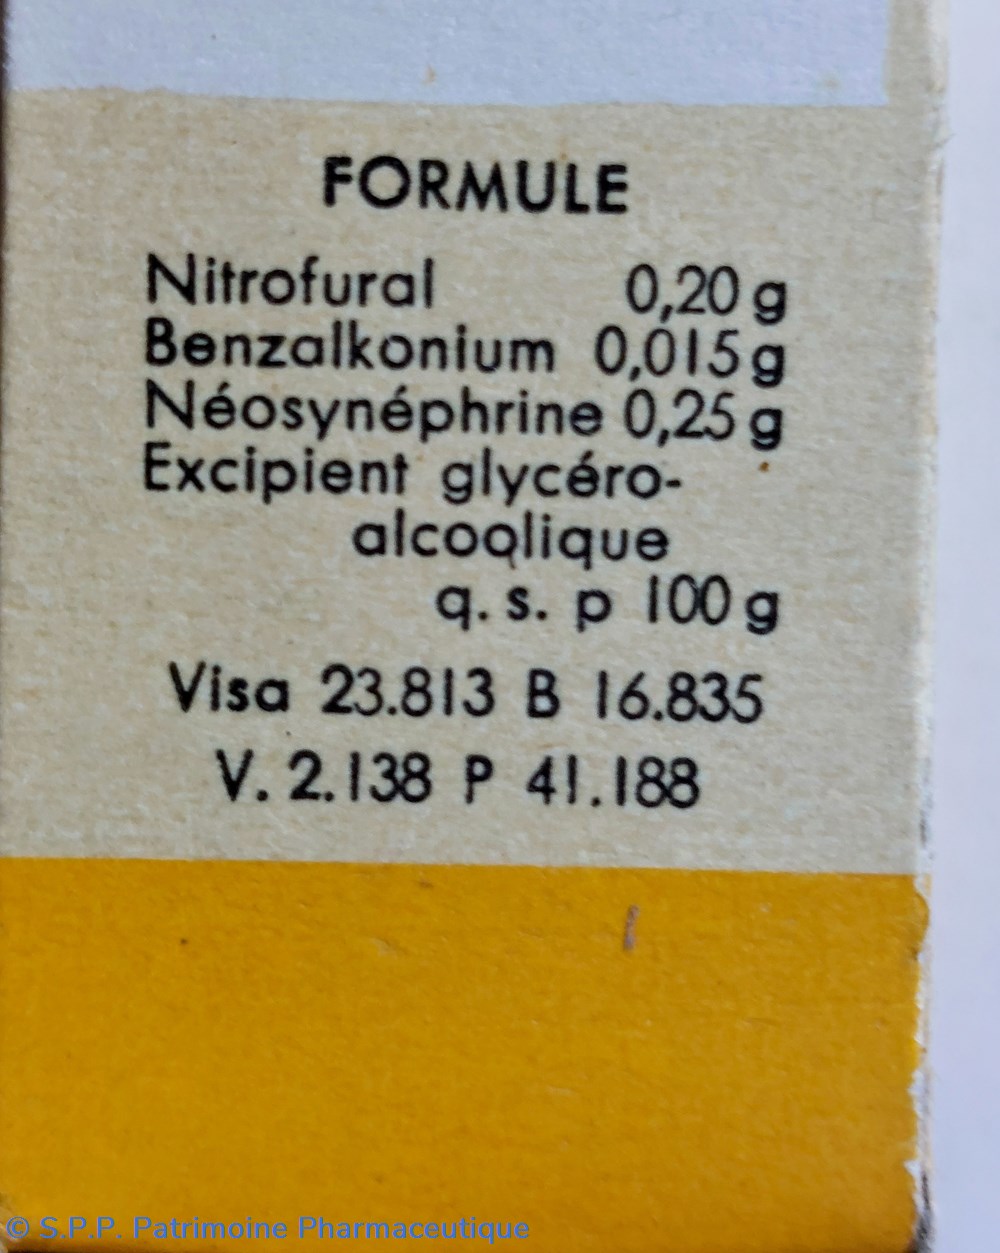 FORMULE
Nitrofural 0,20 g
Benzalkonium 0,015 g
Néosynéphrine 0,25 g
Excipient glycéro-
alcooliique
q. s. p 100 g
Visa 23.813 B 16.835
V. 2.138 P 41.188
© S.P.P. Patrimoine Pharmaceutique